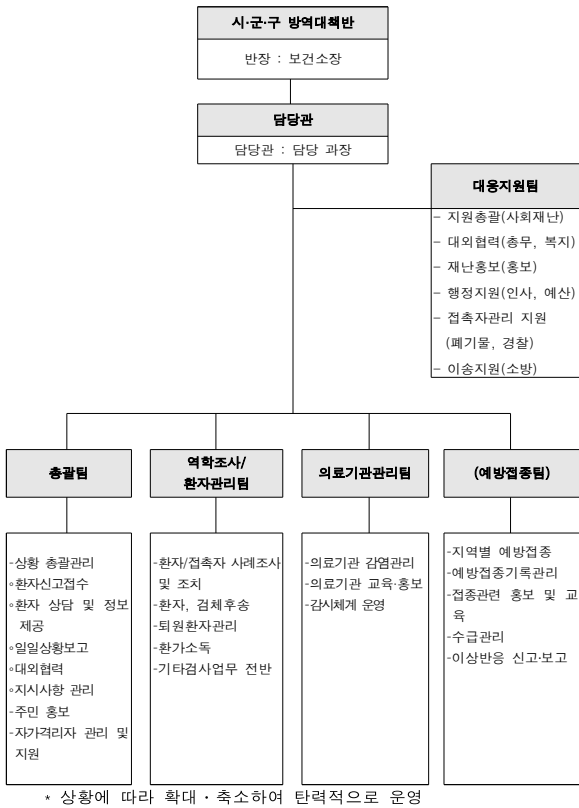 시·군·구 방역대책반
반장 : 보건소장
담당관
담당관 : 담당 과장
대응지원팀
- 지원총괄(사회재난)
- 대외협력(총무, 복지)
- 재난홍보(홍보)
- 행정지원(인사, 예산)
- 접촉자관리 지원
(폐기물, 경찰)
- 이송지원(소방)
총괄팀
-상황 총괄관리
∘환자신고접수
∘환자 상담 및 정보
제공
∘일일상황보고
∘대외협력
∘지시사항 관리
-주민 홍보
-자가격리자 관리 및
지원
역학조사/
환자관리팀
-환자/접촉자 사례조사
및 조치
-환자, 검체후송
-퇴원환자관리
-환가소독
-기타검사업무 전반
의료기관관리팀
-의료기관 감염관리
-의료기관 교육·홍보
-감시체계 운영
(예방접종팀)
-지역별 예방접종
-예방접종기록관리
-접종관련 홍보 및 교
육
-수급관리
-이상반응 신고·보고
* 상황에 따라 확대·축소하여 탄력적으로 운영